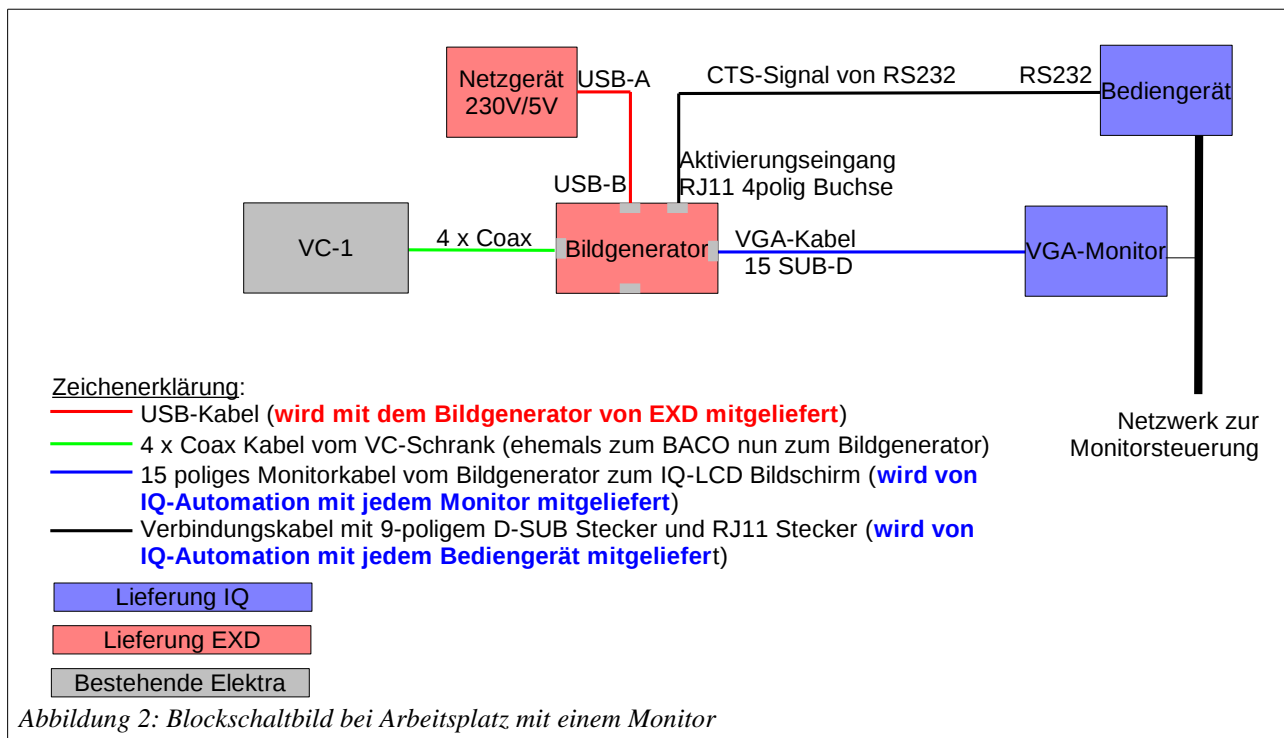 Netzgerät
230V/5V
USB-A
CTS-Signal von RS232
RS232
Bediengerät
USB-B
Aktivierungseingang
RJ11 4polig Buchse
VC-1
4 x Coax
Bildgenerator
VGA-Kabel
15 SUB-D
VGA-Monitor
Netzwerk zur
Monitorsteuerung
Zeichenerklärung:
USB-Kabel (wird mit dem Bildgenerator von EXD mitgeliefert)
4 x Coax Kabel vom VC-Schrank (ehemals zum BACO nun zum Bildgenerator)
15 poliges Monitorkabel vom Bildgenerator zum IQ-LCD Bildschirm (wird von
IQ-Automation mit jedem Monitor mitgeliefert)
Verbindungskabel mit 9-poligem D-SUB Stecker und RJ11 Stecker (wird von
IQ-Automation mit jedem Bediengerät mitgeliefert)
Lieferung IQ
Lieferung EXD
Bestehende Elektra
Abbildung 2: Blockschaltbild bei Arbeitsplatz mit einem Monitor